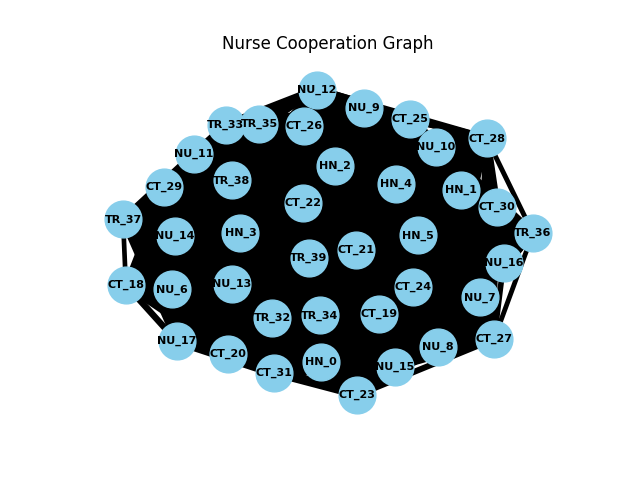 Nurse Cooperation Graph
NU_12
NU_9
CT_25
TR_33
TR_35
CT_26
CT_28
NU_10
NU_11
HN_2
TR_38
HN_4
CT_29
HN_1
CT_22
CT_30
TR_37
NU_14
HN_3
HN_5
TR_36
CT_21
TR_39
NU_16
CT_18
NU_6
NU_13
CT_24
NU_7
TR_32
TR_34
CT_19
NU_17
CT_27
NU_8
CT_20
HN_0
NU_15
CT_31
CT_23